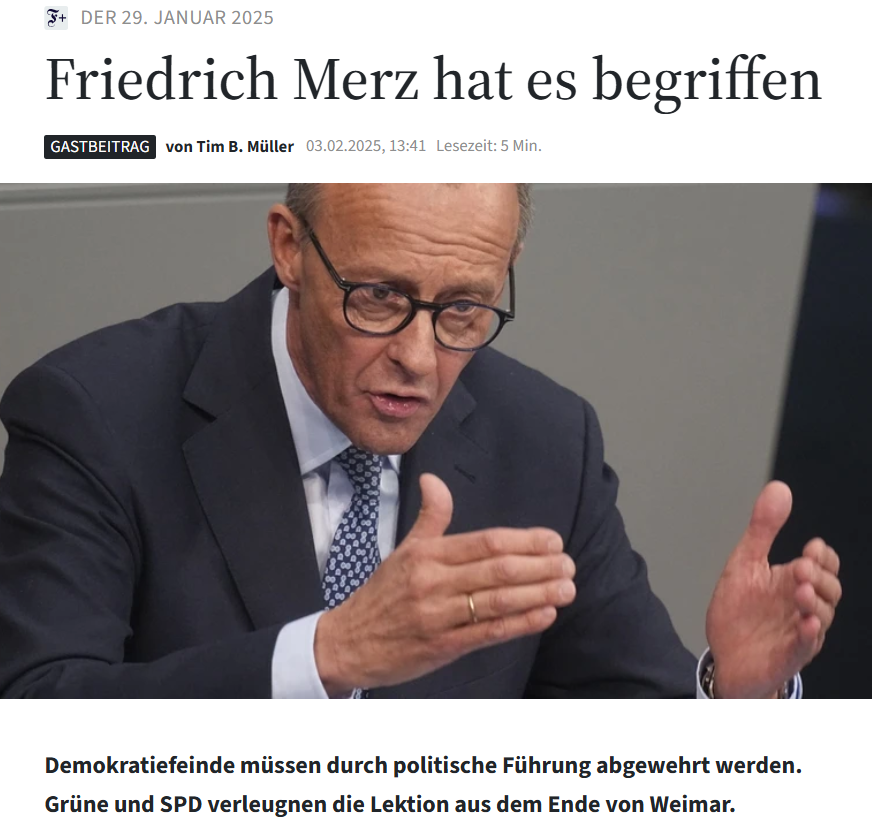 F+ DER 29. JANUAR 2025
Friedrich Merz hat es begriffen
GASTBEITRAG von Tim B. Müller 03.02.2025, 13:41 Lesezeit: 5 Min.
Demokratiefeinde müssen durch politische Führung abgewehrt werden.
Grüne und SPD verleugnen die Lektion aus dem Ende von Weimar.